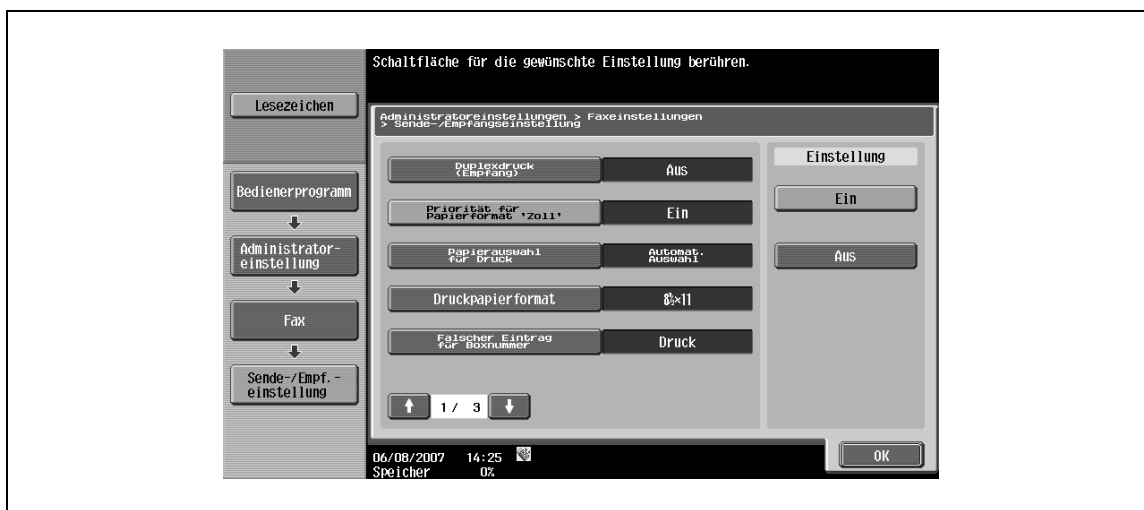 Schaltfläche für die gewünschte Einstellung berühren.
Lesezeichen
Administratoreinstellungen > Faxeinstellungen
> Sende-/Empfangseinstellung
Bedienerprogramm
Administrator-
einstellung
Fax
Sende-/Empf.-
einstellung
Duplexdruck
(Empfang)
Aus
Priorität für
Papierformat 'Zoll'
Ein
Papierauswahl
für Druck
Automat.
Auswahl
Druckpapierformat
8½×11
Falscher Eintrag
für Boxnummer
Druck
1/ 3
Einstellung
Ein
Aus
06/08/2007 14:25
Speicher 0%
OK